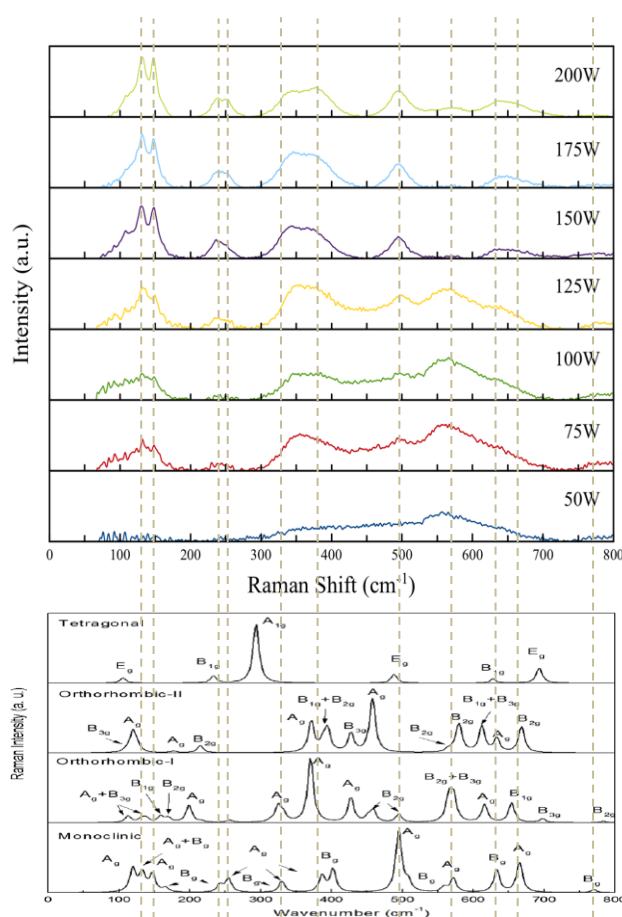 200W
175W
150W
125W
100W
75W
50W
Intensity (a.u.)
0 100 200 300 400 500 600 700 800
Raman Shift (cm-1)
Tetragonal
Eg B1g A1g Eg B1g Eg
Orthorhombic-II
B3g Ag Ag B2g Ag B1g+B2g B3g Ag B2g B2g B1g+B3g Ag B2g
Orthorhombic-I
Ag+B3g B1g B2g Ag Ag Ag Ag B2g B2g+B3g Ag B1g B3g B2g
Monoclinic
Ag Ag+Bg Ag Bg Bg Ag Bg Ag Bg Ag Bg Ag Bg
Raman Intensity (a. u.)
0 100 200 300 400 500 600 700 800
Wavenumber (cm-1)